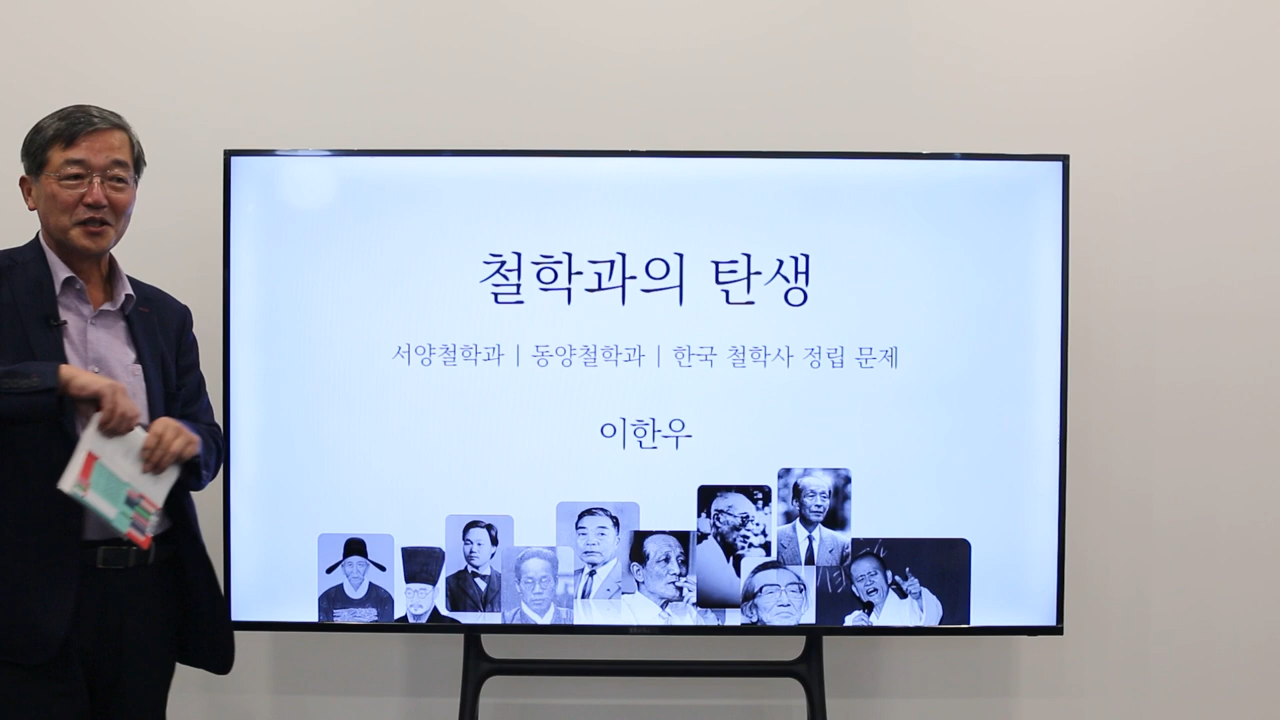 철학과의 탄생
서양철학과 | 동양철학과 | 한국 철학사 정립 문제
이한우